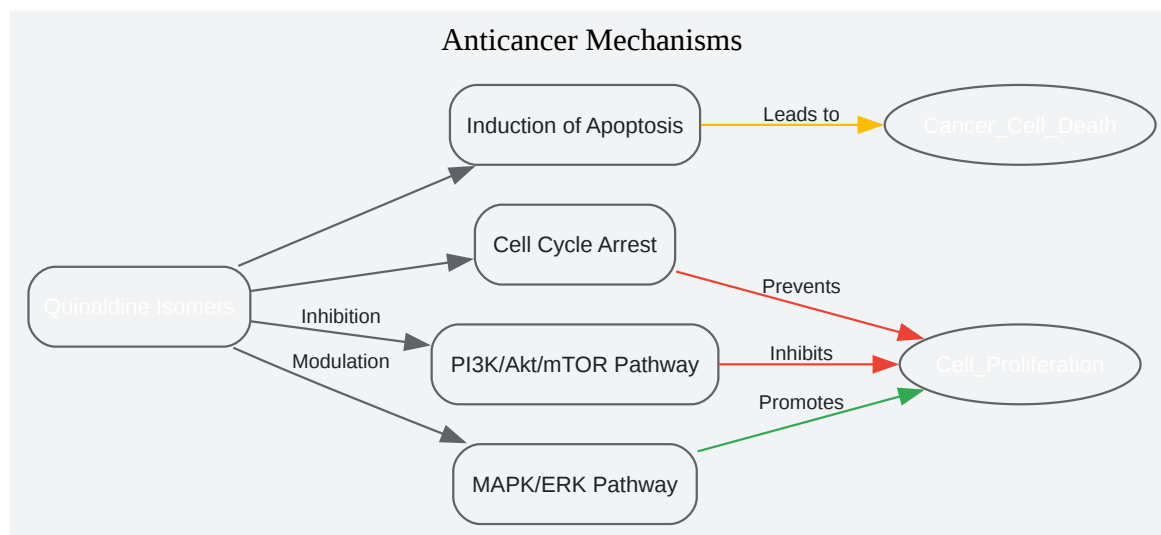 Anticancer Mechanisms
Induction of Apoptosis
Leads to
Cancer_Cell_Death
Cell Cycle Arrest
Prevents
Quinaldine Isomers
Inhibition
Modulation
PI3K/Akt/mTOR Pathway
Inhibits
Cell_Proliferation
Promotes
MAPK/ERK Pathway